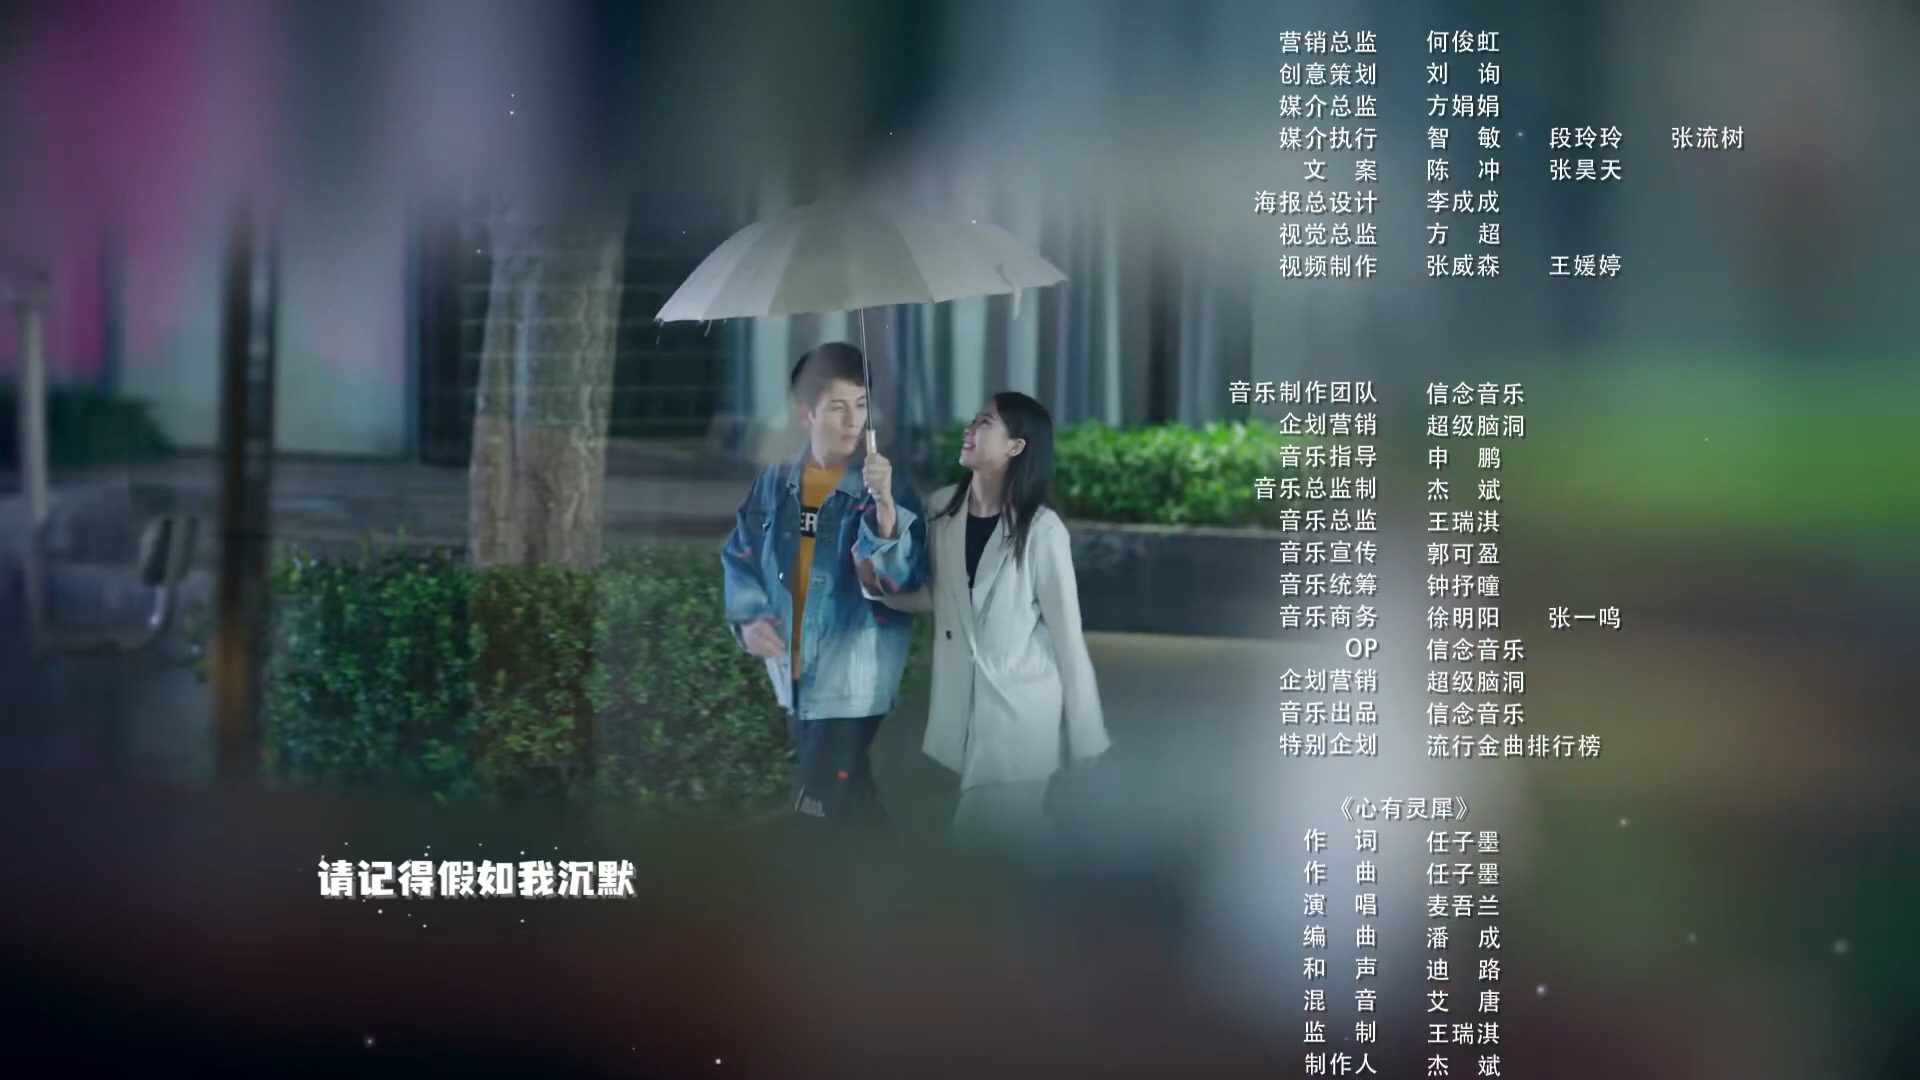 营销总监 何俊虹
创意策划 刘 询
媒介总监 方娟娟
媒介执行 智 敏 段玲玲 张流树
文 案 陈 冲 张昊天
海报总设计 李成成
视觉总监 方 超
视频制作 张威森 王媛婷
音乐制作团队 信念音乐
企划营销 超级脑洞
音乐指导 申 鹏
音乐总监制 杰 斌
音乐总监 王瑞淇
音乐宣传 郭可盈
音乐统筹 钟抒曈
音乐商务 徐明阳 张一鸣
OP 信念音乐
企划营销 超级脑洞
音乐出品 信念音乐
特别企划 流行金曲排行榜
《心有灵犀》
作 词 任子墨
作 曲 任子墨
演 唱 麦吾兰
编 曲 潘 成
和 声 迪 路
混 音 艾 唐
监 制 王瑞淇
制作人 杰 斌
请记得假如我沉默